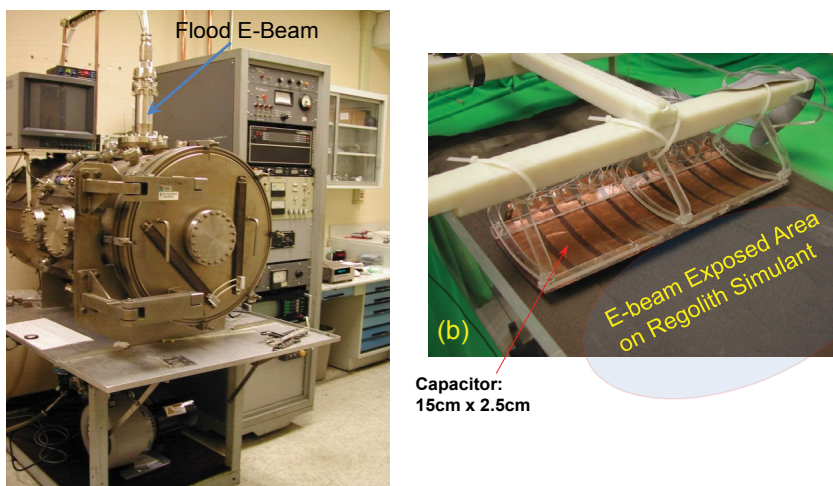 Flood E-Beam
E-beam Exposed Area
on Regolith Simulant
(b)
Capacitor:
15cm x 2.5cm